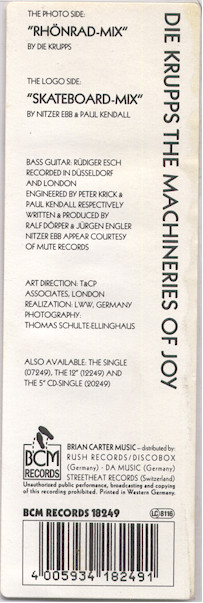 THE PHOTO SIDE:
"RHÖNRAD-MIX"
BY DIE KRUPPS
THE LOGO SIDE:
"SKATEBOARD-MIX"
BY NITZER EBB & PAUL KENDALL
BASS GUITAR: RÜDIGER ESCH
RECORDED IN DÜSSELDORF
AND LONDON
ENGINEERED BY PETER KRICK &
PAUL KENDALL RESPECTIVELY
WRITTEN & PRODUCED BY
RALF DÖRPER & JÜRGEN ENGLER
NITZER EBB APPEAR COURTESY
OF MUTE RECORDS
ART DIRECTION: T&CP
ASSOCIATES, LONDON
REALIZATION: LWW, GERMANY
PHOTOGRAPHY:
THOMAS SCHULTE-ELLINGHAUS
ALSO AVAILABLE: THE SINGLE
(07249), THE 12" (12249) AND
THE 5" CD-SINGLE (20249)
DIE KRUPPS THE MACHINERIES OF JOY
BCM
RECORDS
BRIAN CARTER MUSIC – distributed by:
RUSH RECORDS/DISCOBOX
(Germany) · DA MUSIC (Germany)
STREETHEAT RECORDS (Switzerland)
Unauthorized public performance, broadcasting and copying
of this recording prohibited. Printed in Western Germany.
BCM RECORDS 18249
LC 8116
4 005934 182491